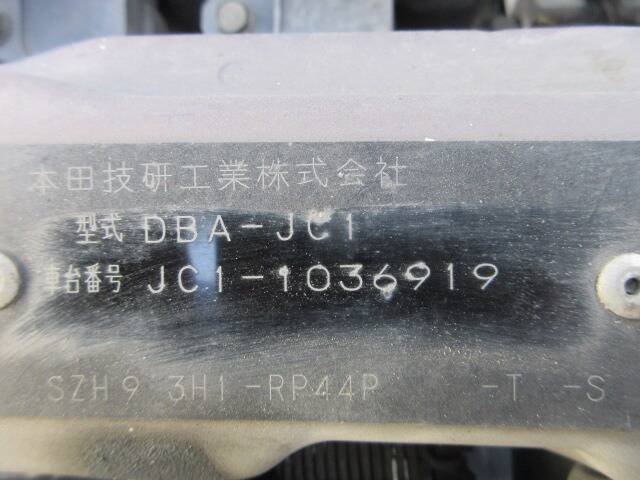 本田技研工業株式会社
型式 DBA-JC1
車台番号 JC1-1036919
SZH9 3H1-RP44P -T -S